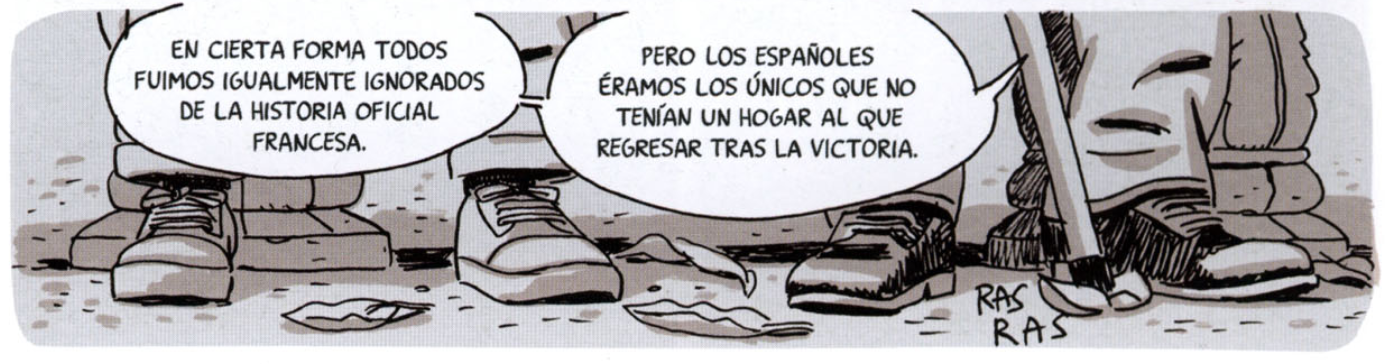 EN CIERTA FORMA TODOS
FUIMOS IGUALMENTE IGNORADOS
DE LA HISTORIA OFICIAL
FRANCESA.
PERO LOS ESPAÑOLES
ÉRAMOS LOS ÚNICOS QUE NO
TENÍAN UN HOGAR AL QUE
REGRESAR TRAS LA VICTORIA.
RAS
RAS